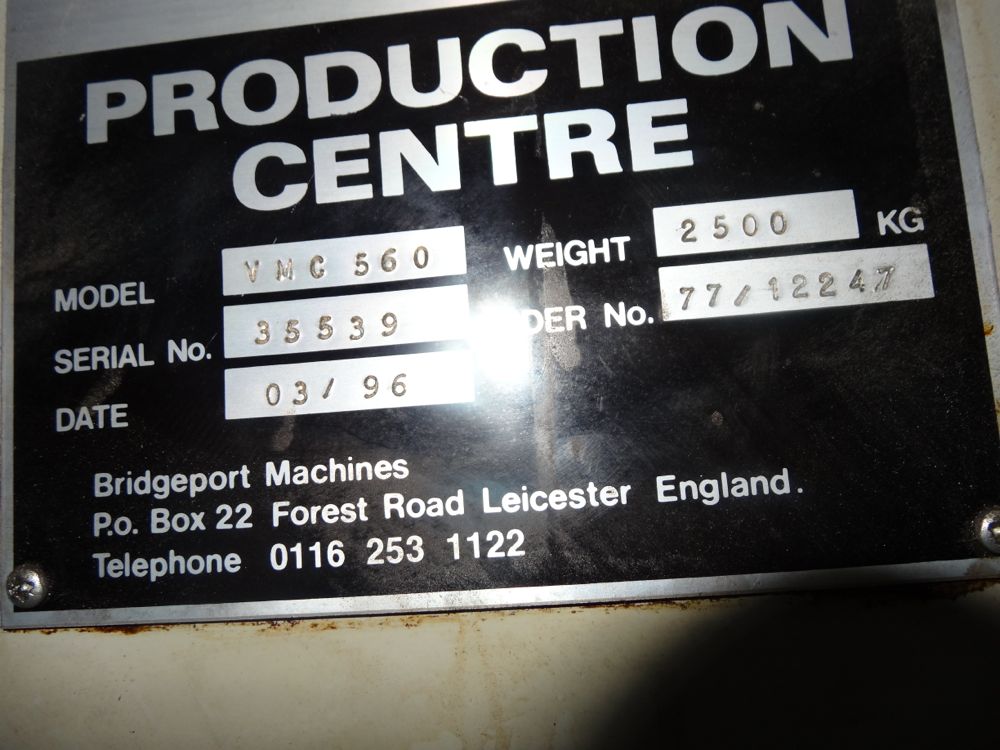 PRODUCTION
CENTRE
MODEL VMC 560 WEIGHT 2500 KG
SERIAL No. 35539 ORDER No. 77/12247
DATE 03/96
Bridgeport Machines
P.o. Box 22 Forest Road Leicester England.
Telephone 0116 253 1122